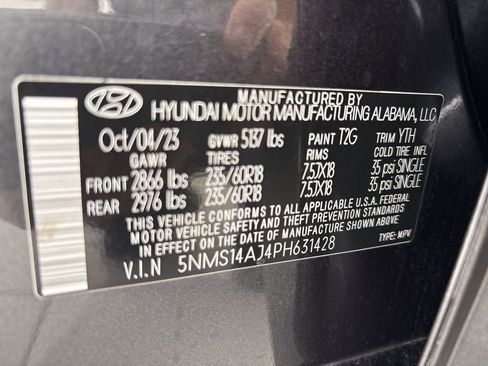 MANUFACTURED BY
HYUNDAI MOTOR MANUFACTURING ALABAMA, LLC
Oct/04/23 GVWR 5137 lbs PAINT T2G TRIM YTH
GAWR TIRES RIMS COLD TIRE INFL
FRONT 2866 lbs 235/60R18 7.5JX18 35 psi SINGLE
REAR 2976 lbs 235/60R18 7.5JX18 35 psi SINGLE
THIS VEHICLE CONFORMS TO ALL APPLICABLE FEDERAL
MOTOR VEHICLE SAFETY AND THEFT PREVENTION STANDARDS
IN EFFECT ON THE DATE OF MANUFACTURE SHOWN ABOVE.
V.I.N 5NMS14AJ4PH631428 TYPE: MPV